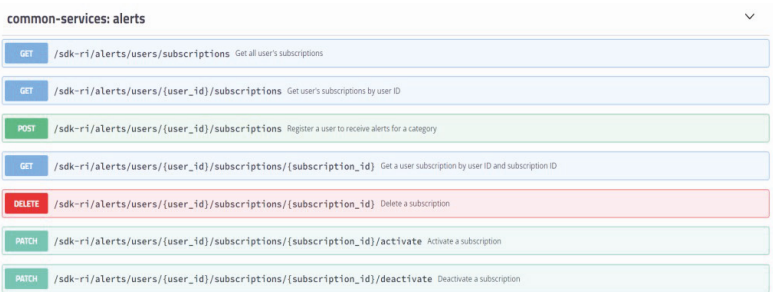 common-services: alerts
GET /sdk-ri/alerts/users/subscriptions Get all user's subscriptions
GET /sdk-ri/alerts/users/{user_id}/subscriptions Get user's subscriptions by user ID
POST /sdk-ri/alerts/users/{user_id}/subscriptions Register a user to receive alerts for a category
GET /sdk-ri/alerts/users/{user_id}/subscriptions/{subscription_id} Get a user subscription by user ID and subscription ID
DELETE /sdk-ri/alerts/users/{user_id}/subscriptions/{subscription_id} Delete a subscription
PATCH /sdk-ri/alerts/users/{user_id}/subscriptions/{subscription_id}/activate Activate a subscription
PATCH /sdk-ri/alerts/users/{user_id}/subscriptions/{subscription_id}/deactivate Deactivate a subscription